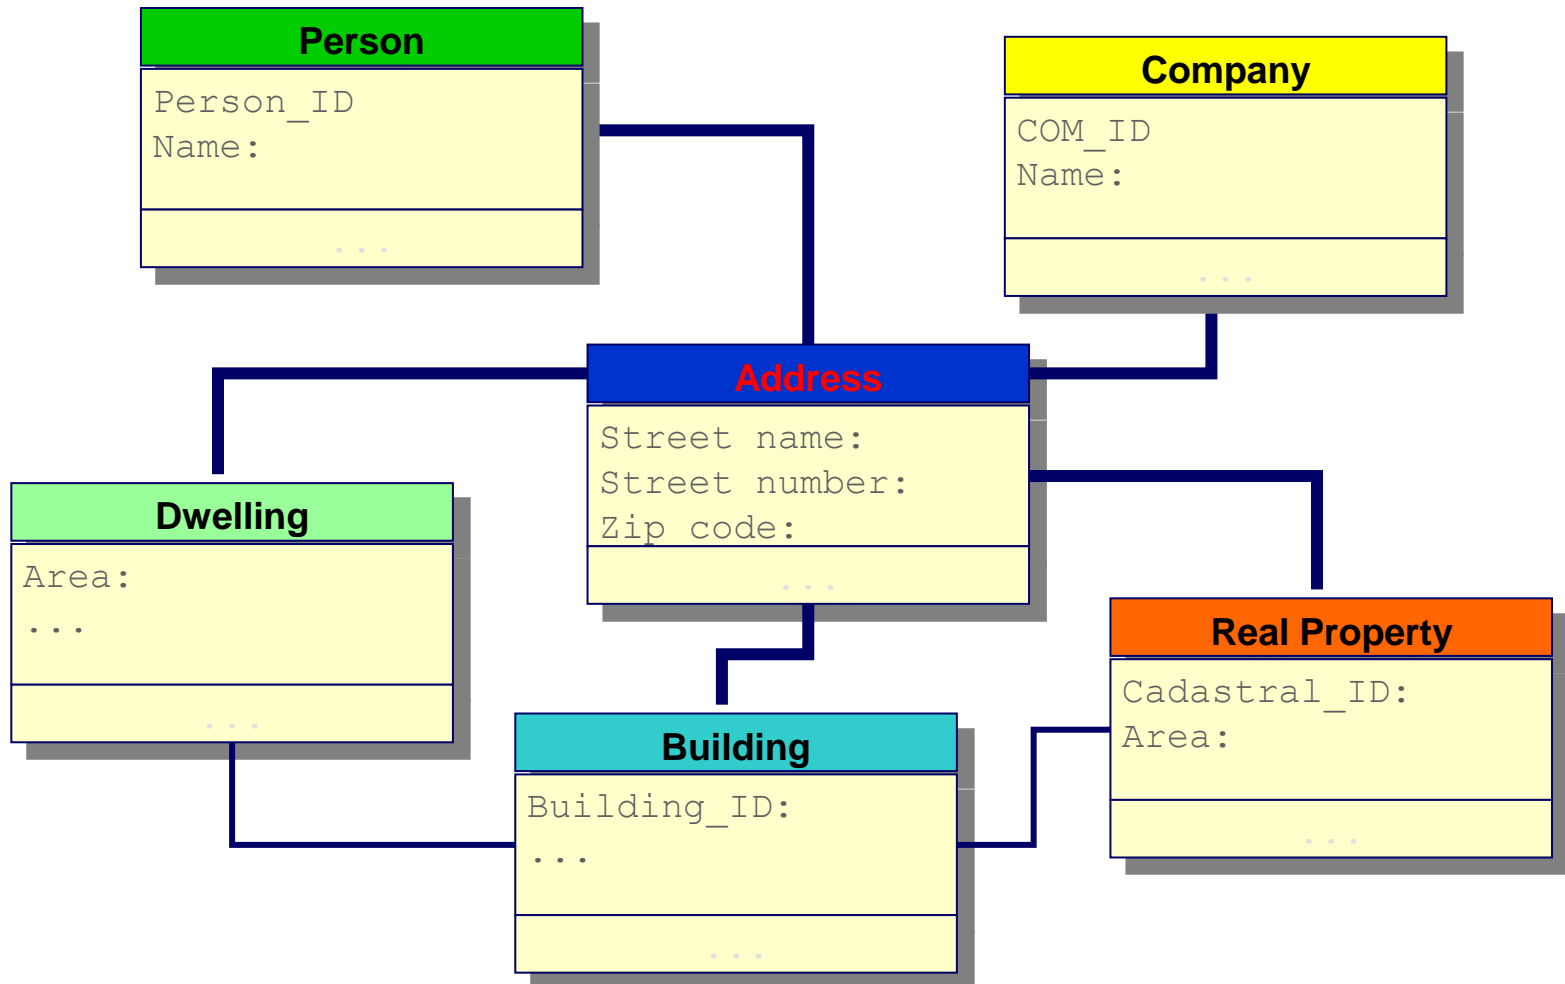 Person
Person_ID
Name:
...
Company
COM_ID
Name:
...
Address
Street name:
Street number:
Zip code:
...
Dwelling
Area:
...
...
Real Property
Cadastral_ID:
Area:
...
Building
Building_ID:
...
...